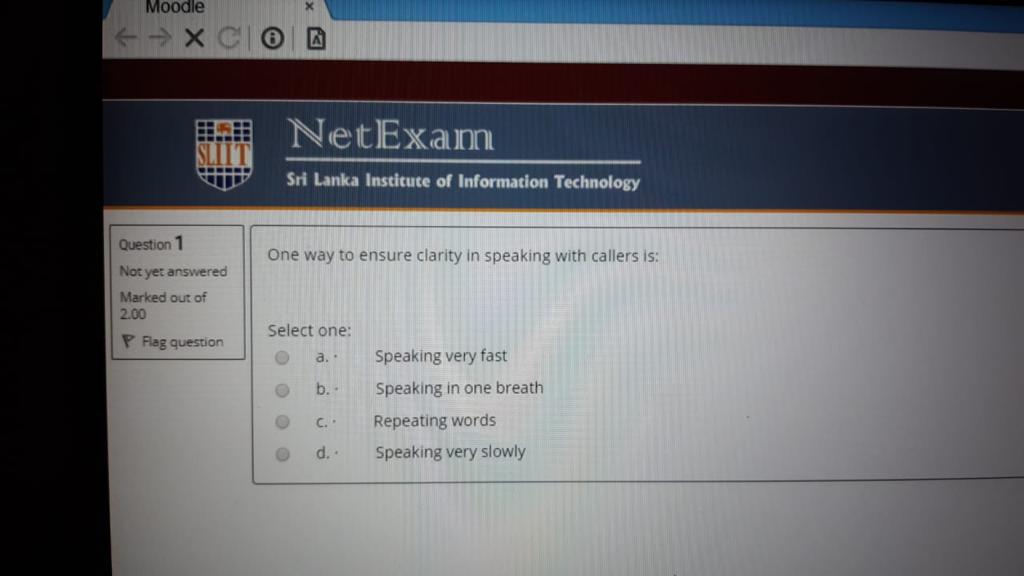 Moodle
NetExam
SLIIT
Sri Lanka Institute of Information Technology
Question 1
Not yet answered
Marked out of
2.00
Flag question
One way to ensure clarity in speaking with callers is:
Select one:
a. · Speaking very fast
b. · Speaking in one breath
c. · Repeating words
d. · Speaking very slowly